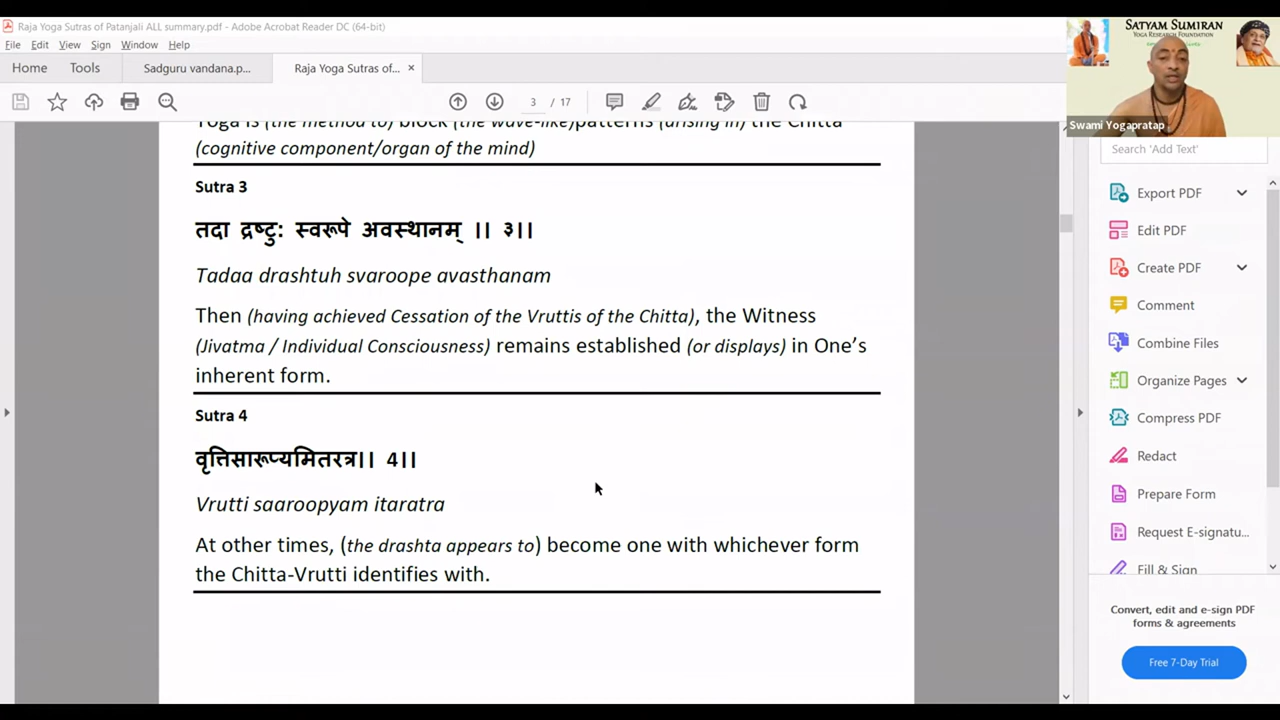 Raja Yoga Sutras of Patanjali ALL summary.pdf - Adobe Acrobat Reader DC (64-bit)
File Edit View Sign Window Help
Home Tools Sadguru vandana.p... Raja Yoga Sutras of... ×
3 / 17
SATYAM SUMIRAN
YOGA RESEARCH FOUNDATION
Swami Yogapratap
Yoga is (the method to) block (the wave-like)patterns (arising in) the Chitta
(cognitive component/organ of the mind)
Sutra 3
तदा द्रष्टु: स्वरूपे अवस्थानम् ।। ३।।
Tadaa drashtuh svaroope avasthanam
Then (having achieved Cessation of the Vruttis of the Chitta), the Witness
(Jivatma / Individual Consciousness) remains established (or displays) in One's
inherent form.
Sutra 4
वृत्तिसारूप्यमितरत्र।। 4।।
Vrutti saaroopyam itaratra
At other times, (the drashta appears to) become one with whichever form
the Chitta-Vrutti identifies with.
Search 'Add Text'
Export PDF
Edit PDF
Create PDF
Comment
Combine Files
Organize Pages
Compress PDF
Redact
Prepare Form
Request E-signatu...
Fill & Sign
Convert, edit and e-sign PDF
forms & agreements
Free 7-Day Trial